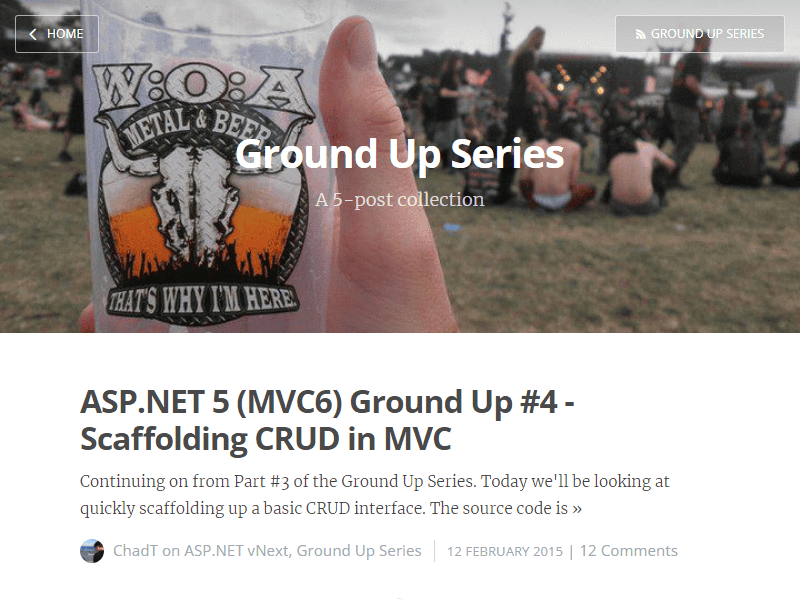 HOME
GROUND UP SERIES
W:O:A
METAL & BEER
THAT'S WHY I'M HERE!
Ground Up Series
A 5-post collection
ASP.NET 5 (MVC6) Ground Up #4 -
Scaffolding CRUD in MVC
Continuing on from Part #3 of the Ground Up Series. Today we'll be looking at
quickly scaffolding up a basic CRUD interface. The source code is »
ChadT on ASP.NET vNext, Ground Up Series | 12 FEBRUARY 2015 | 12 Comments